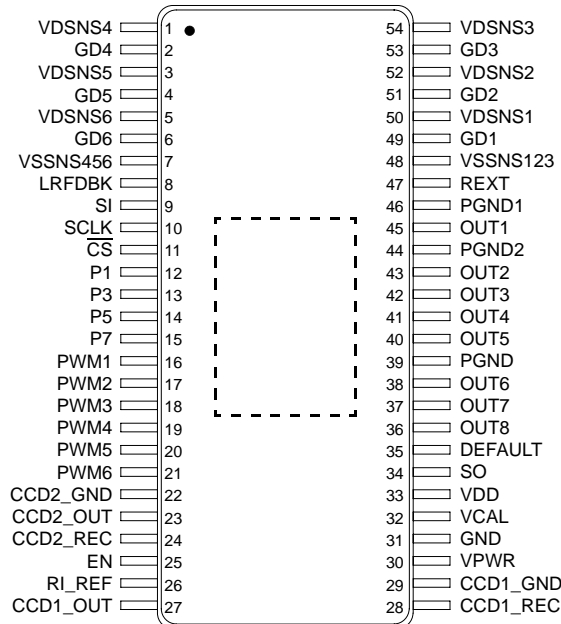 VDSNS4 1 54 VDSNS3
GD4 2 53 GD3
VDSNS5 3 52 VDSNS2
GD5 4 51 GD2
VDSNS6 5 50 VDSNS1
GD6 6 49 GD1
VSSNS456 7 48 VSSNS123
LRFDBK 8 47 REXT
SI 9 46 PGND1
SCLK 10 45 OUT1
CS 11 44 PGND2
P1 12 43 OUT2
P3 13 42 OUT3
P5 14 41 OUT4
P7 15 40 OUT5
PWM1 16 39 PGND
PWM2 17 38 OUT6
PWM3 18 37 OUT7
PWM4 19 36 OUT8
PWM5 20 35 DEFAULT
PWM6 21 34 SO
CCD2_GND 22 33 VDD
CCD2_OUT 23 32 VCAL
CCD2_REC 24 31 GND
EN 25 30 VPWR
RI_REF 26 29 CCD1_GND
CCD1_OUT 27 28 CCD1_REC